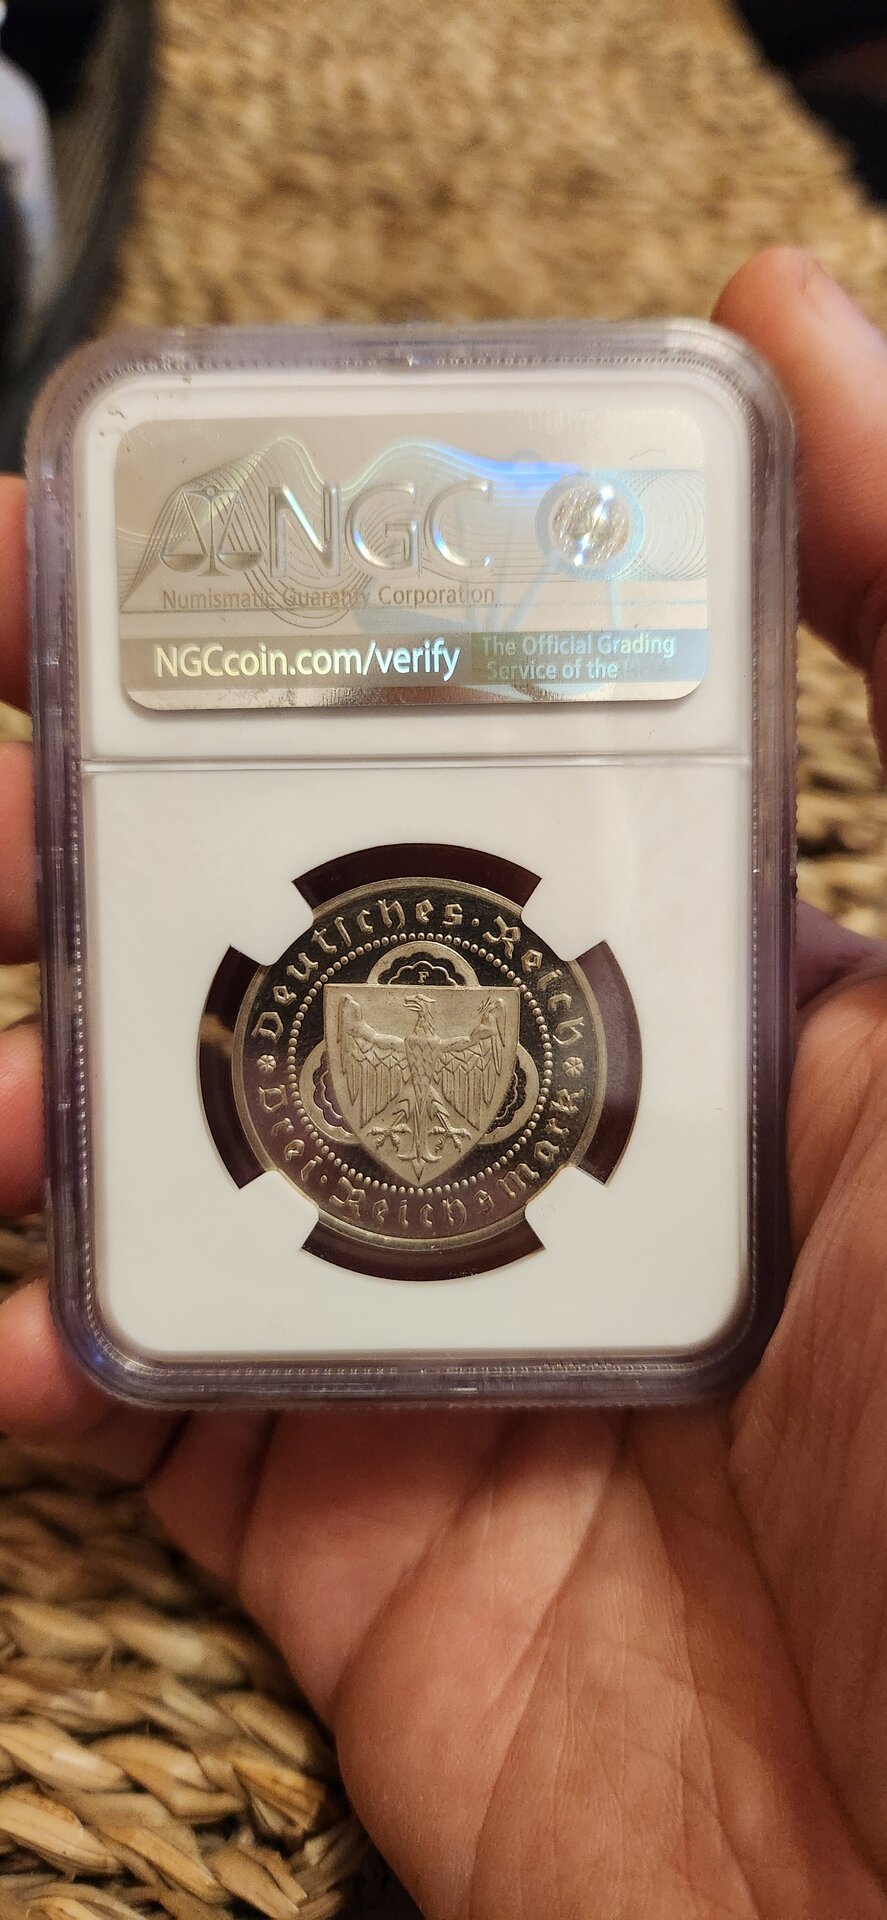 NGC
Numismatic Guaranty Corporation
NGCcoin.com/verify
The Official Grading
Service of the
Deutsches·Reich
F
Drei·Reichsmark